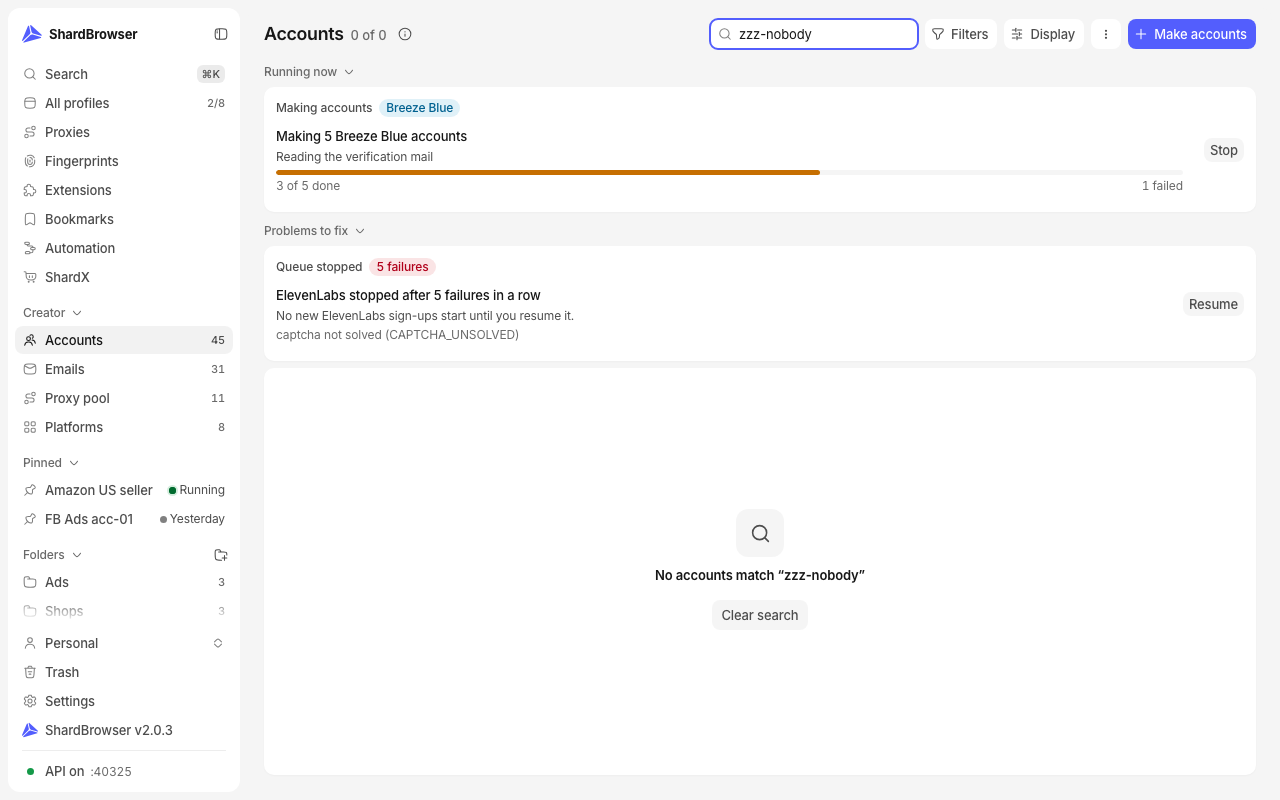 ShardBrowser
Search ⌘K
All profiles 2/8
Proxies
Fingerprints
Extensions
Bookmarks
Automation
ShardX
Creator
Accounts 45
Emails 31
Proxy pool 11
Platforms 8
Pinned
Amazon US seller Running
FB Ads acc-01 Yesterday
Folders
Ads 3
Shops 3
Personal
Trash
Settings
ShardBrowser v2.0.3
API on :40325
Accounts 0 of 0
zzz-nobody
Filters
Display
Make accounts
Running now
Making accounts Breeze Blue
Making 5 Breeze Blue accounts
Reading the verification mail
3 of 5 done 1 failed
Stop
Problems to fix
Queue stopped 5 failures
ElevenLabs stopped after 5 failures in a row
No new ElevenLabs sign-ups start until you resume it.
captcha not solved (CAPTCHA_UNSOLVED)
Resume
No accounts match “zzz-nobody”
Clear search